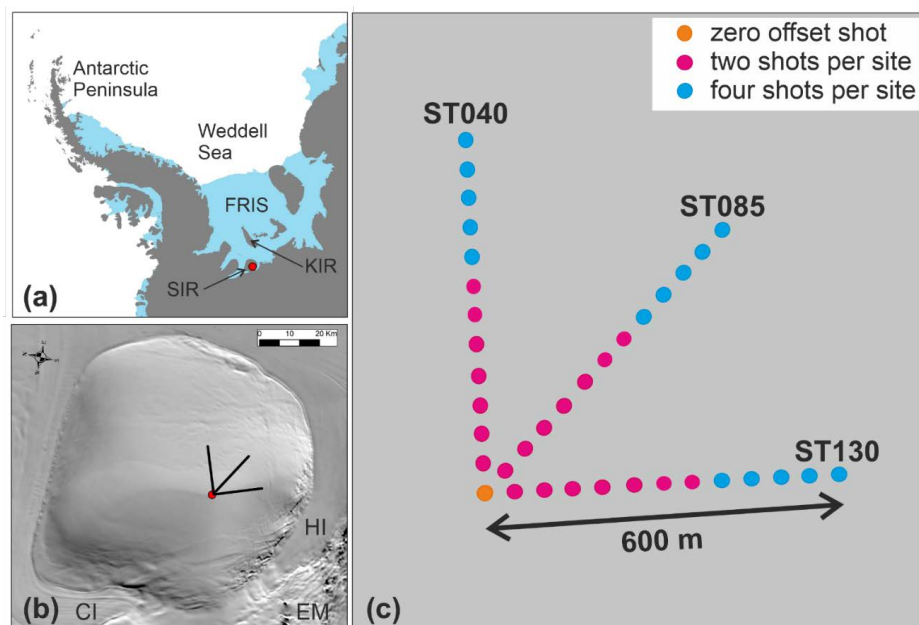 Antarctic
Peninsula
Weddell
Sea
FRIS
KIR
SIR
(a)
0 10 20 Km
HI
CI
EM
(b)
zero offset shot
two shots per site
four shots per site
ST040
ST085
ST130
600 m
(c)